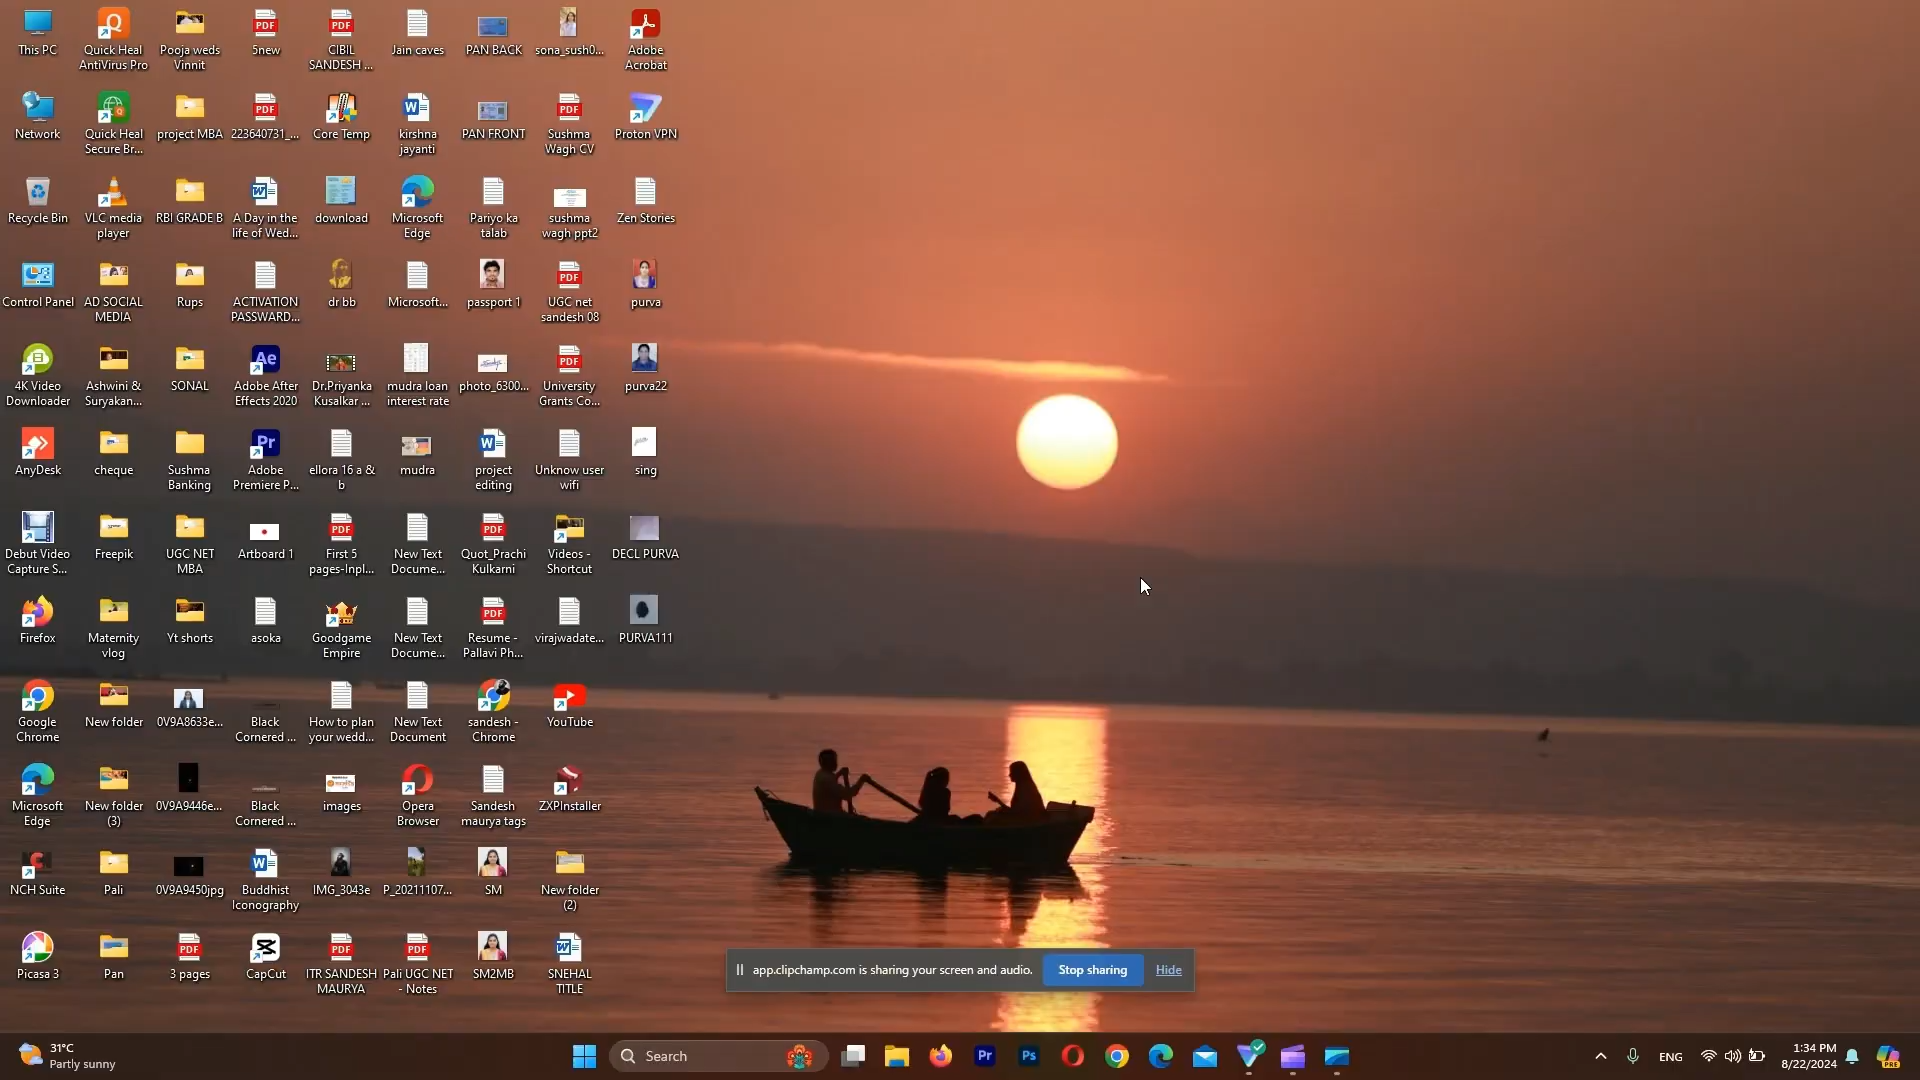 This PC
Quick Heal
AntiVirus Pro
Pooja weds
Vinnit
5new
CIBIL
SANDESH ...
Jain caves
PAN BACK
sona_sush0...
Adobe
Acrobat
Network
Quick Heal
Secure Br...
project MBA
223640731_...
Core Temp
kirshna
jayanti
PAN FRONT
Sushma
Wagh CV
Proton VPN
Recycle Bin
VLC media
player
RBI GRADE B
A Day in the
life of Wed...
download
Microsoft
Edge
Pariyo ka
talab
sushma
wagh ppt2
Zen Stories
Control Panel
AD SOCIAL
MEDIA
Rups
ACTIVATION
PASSWARD...
dr bb
Microsoft...
passport 1
UGC net
sandesh 08
purva
4K Video
Downloader
Ashwini &
Suryakan...
SONAL
Adobe After
Effects 2020
Dr.Priyanka
Kusalkar ...
mudra loan
interest rate
photo_6300...
University
Grants Co...
purva22
AnyDesk
cheque
Sushma
Banking
Adobe
Premiere P...
ellora 16 a &
b
mudra
project
editing
Unknow user
wifi
sing
Debut Video
Capture S...
Freepik
UGC NET
MBA
Artboard 1
First 5
pages-Inpl...
New Text
Docume...
Quot_Prachi
Kulkarni
Videos -
Shortcut
DECL PURVA
Firefox
Maternity
vlog
Yt shorts
asoka
Goodgame
Empire
New Text
Docume...
Resume -
Pallavi Ph...
virajwadate...
PURVA111
Google
Chrome
New folder
0V9A8633e...
Black
Cornered ...
How to plan
your wedd...
New Text
Document
sandesh -
Chrome
YouTube
Microsoft
Edge
New folder
(3)
0V9A9446e...
Black
Cornered ...
images
Opera
Browser
Sandesh
maurya tags
ZXPInstaller
NCH Suite
Pali
0V9A9450jpg
Buddhist
Iconography
IMG_3043e
P_20211107...
SM
New folder
(2)
Picasa 3
Pan
3 pages
CapCut
ITR SANDESH
MAURYA
Pali UGC NET
- Notes
SM2MB
SNEHAL
TITLE
app.clipchamp.com is sharing your screen and audio.
Stop sharing
Hide
31°C
Partly sunny
Search
ENG
1:34 PM
8/22/2024